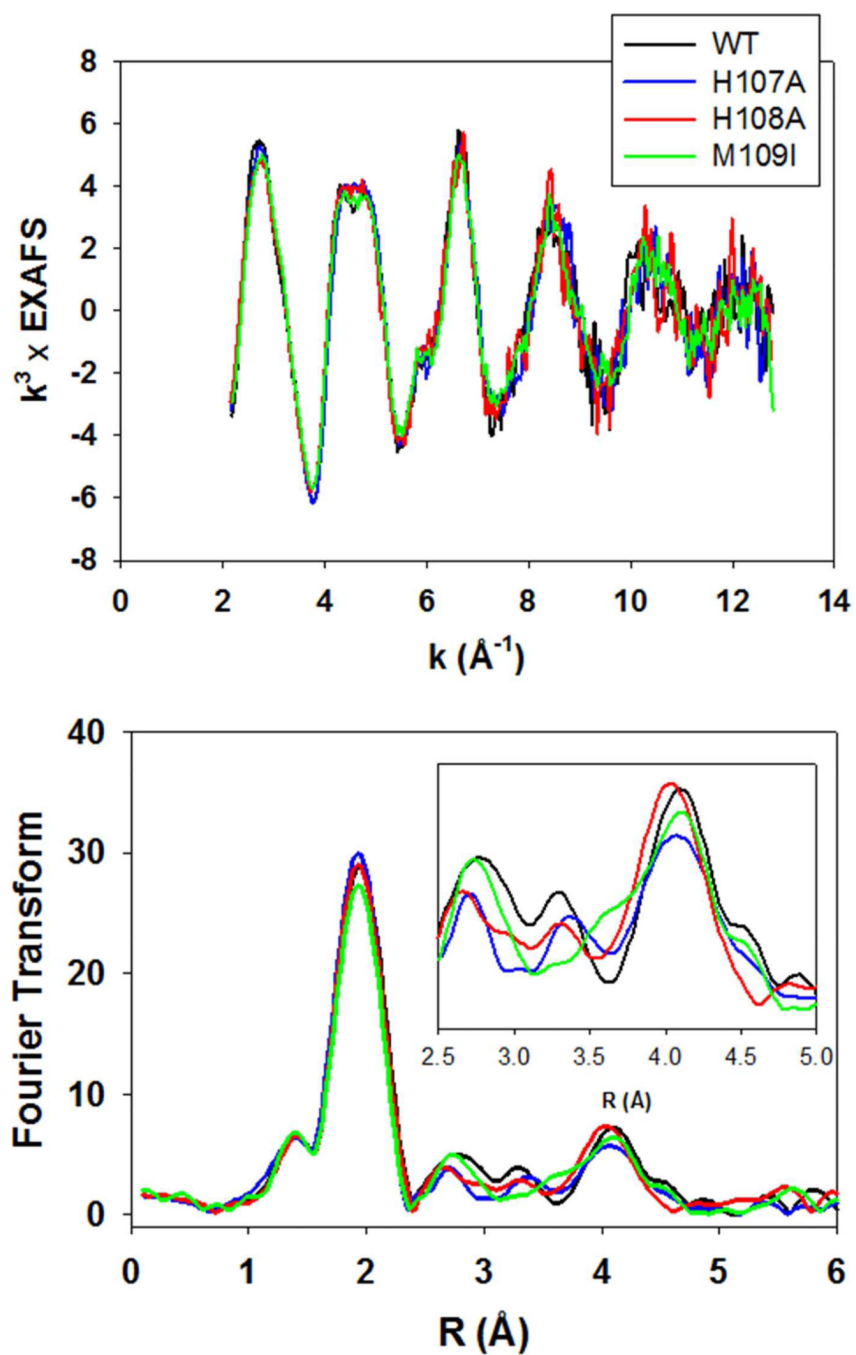 WT
H107A
H108A
M109I
k³ x EXAFS
8
6
4
2
0
-2
-4
-6
-8
0 2 4 6 8 10 12 14
k (Å⁻¹)
Fourier Transform
40
30
20
10
0
2.5 3.0 3.5 4.0 4.5 5.0
R (Å)
0 1 2 3 4 5 6
R (Å)